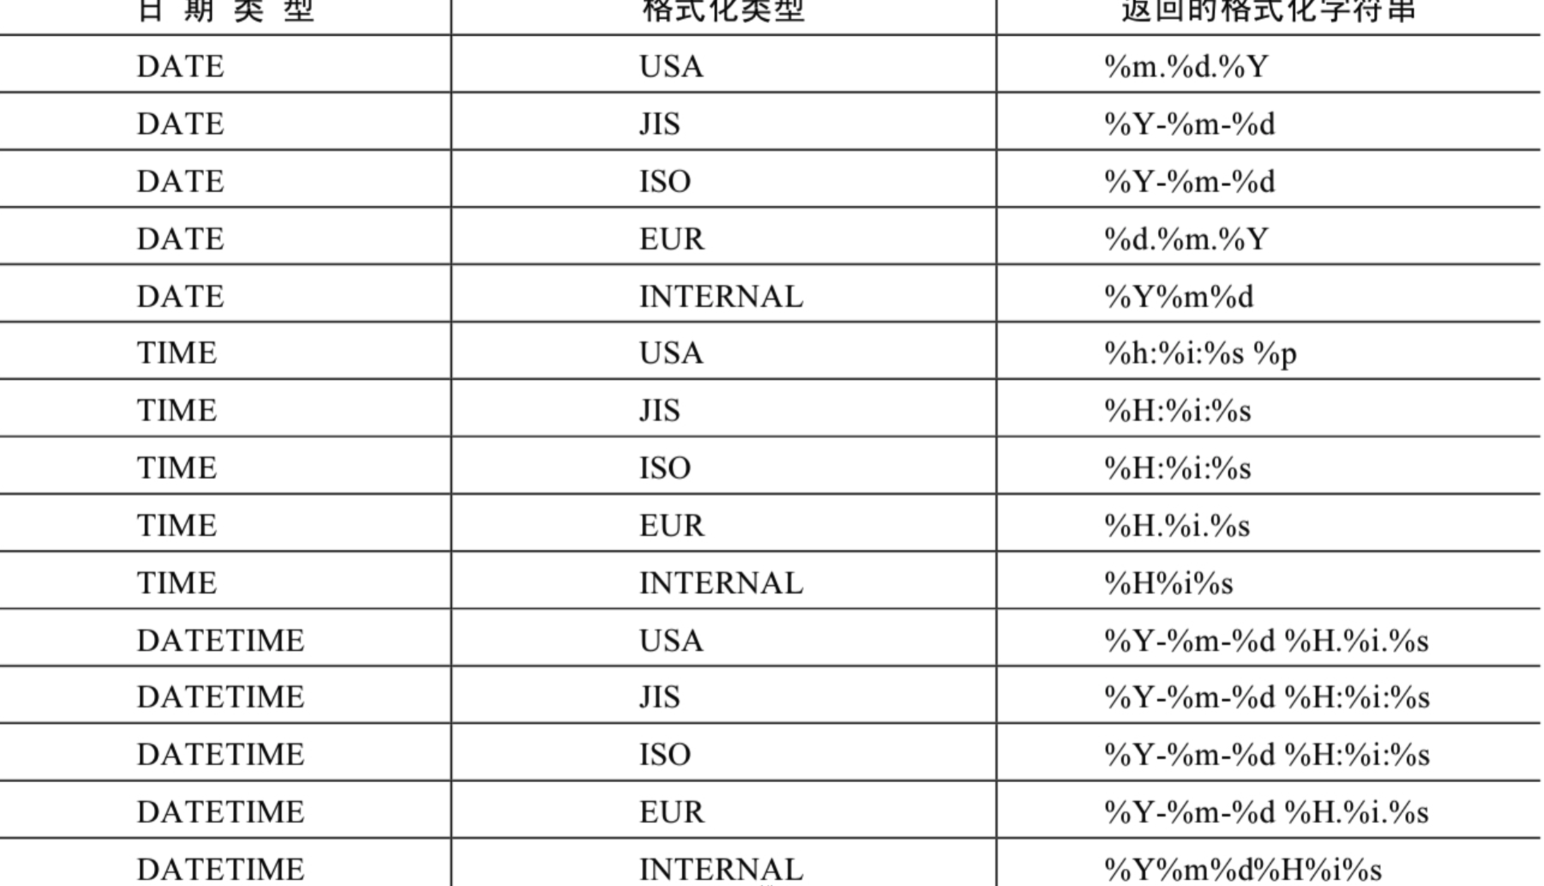 日 期 类 型 格式化类型 返回的格式化字符串
DATE USA %m.%d.%Y
DATE JIS %Y-%m-%d
DATE ISO %Y-%m-%d
DATE EUR %d.%m.%Y
DATE INTERNAL %Y%m%d
TIME USA %h:%i:%s %p
TIME JIS %H:%i:%s
TIME ISO %H:%i:%s
TIME EUR %H.%i.%s
TIME INTERNAL %H%i%s
DATETIME USA %Y-%m-%d %H.%i.%s
DATETIME JIS %Y-%m-%d %H:%i:%s
DATETIME ISO %Y-%m-%d %H:%i:%s
DATETIME EUR %Y-%m-%d %H.%i.%s
DATETIME INTERNAL %Y%m%d%H%i%s